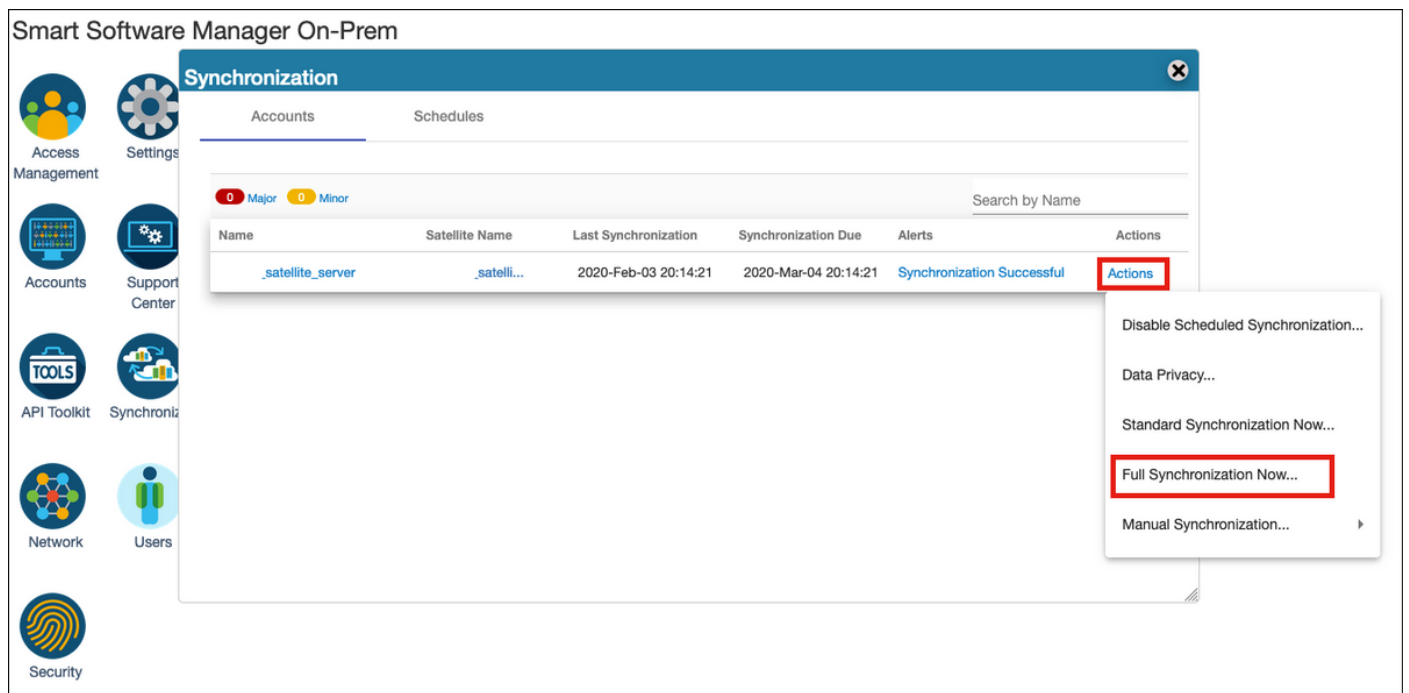 Smart Software Manager On-Prem
Access
Management
Settings
Accounts
Support
Center
TOOLS
API Toolkit
Synchroniz
Network
Users
Security
Synchronization
Accounts Schedules
0 Major 0 Minor
Search by Name
Name Satellite Name Last Synchronization Synchronization Due Alerts Actions
_satellite_server _satelli... 2020-Feb-03 20:14:21 2020-Mar-04 20:14:21 Synchronization Successful Actions
Disable Scheduled Synchronization...
Data Privacy...
Standard Synchronization Now...
Full Synchronization Now...
Manual Synchronization...